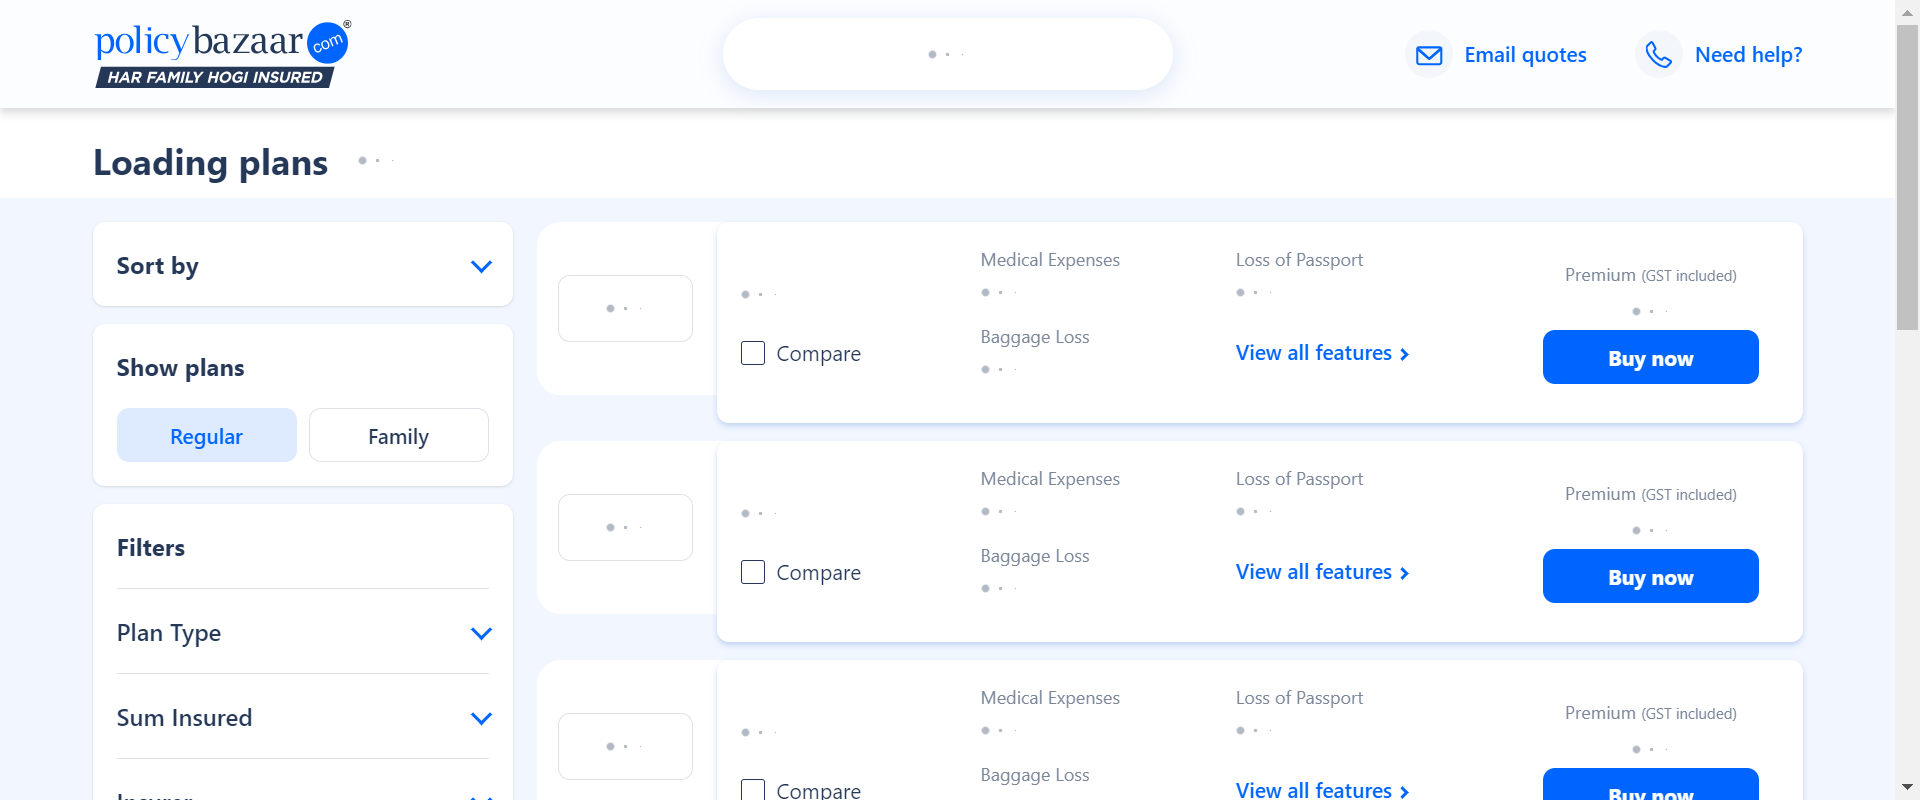 policybazaar com ®
HAR FAMILY HOGI INSURED
Email quotes
Need help?
Loading plans
Sort by
Show plans
Regular
Family
Filters
Plan Type
Sum Insured
Insurer
Compare
Medical Expenses
Baggage Loss
Loss of Passport
View all features
Premium (GST included)
Buy now
Compare
Medical Expenses
Baggage Loss
Loss of Passport
View all features
Premium (GST included)
Buy now
Compare
Medical Expenses
Baggage Loss
Loss of Passport
View all features
Premium (GST included)
Buy now